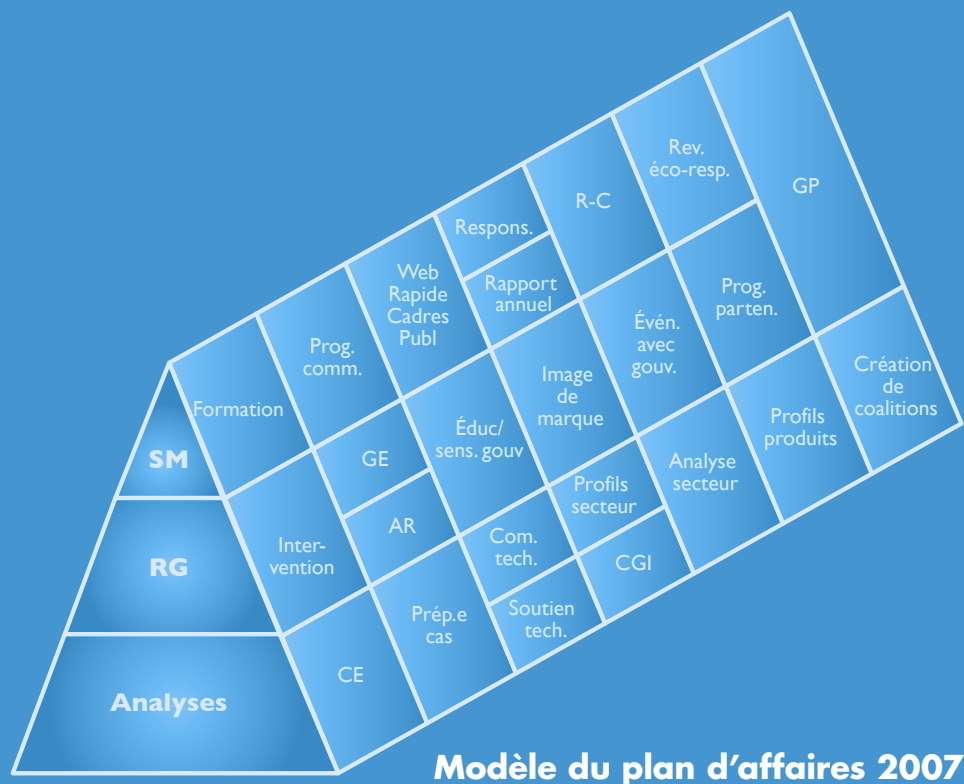 SM
RG
Analyses
Formation
Prog.
comm.
Web
Rapide
Cadres
Publ
Respons.
Rapport
annuel
R-C
Rev.
éco-resp.
GP
Inter-
vention
GE
AR
Éduc/
sens. gouv
Image
de
marque
Évén.
avec
gouv.
Prog.
parten.
CE
Prép.e
cas
Com.
tech.
Soutien
tech.
Profils
secteur
CGI
Analyse
secteur
Profils
produits
Création
de
coalitions
Modèle du plan d’affaires 2007